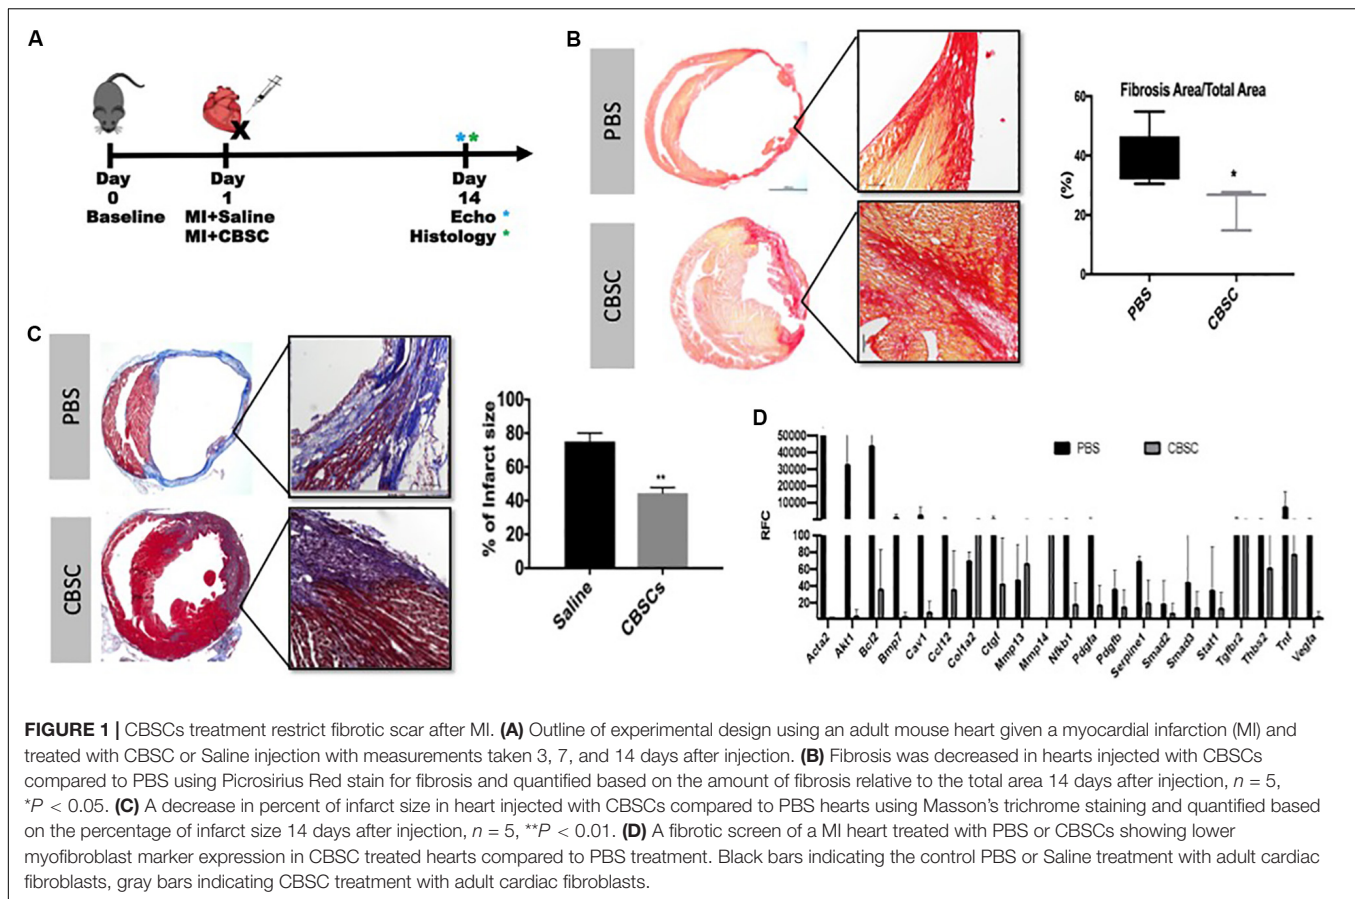 A
Day
0
Baseline
Day
1
MI+Saline
MI+CBSC
Day
14
Echo *
Histology *
B
PBS
CBSC
Fibrosis Area/Total Area
(%)
60
40
20
0
*
PBS
CBSC
C
PBS
CBSC
% of Infarct size
100
80
60
40
20
0
**
Saline
CBSCs
D
PBS
CBSC
RFC
50000
40000
30000
20000
10000
100
80
60
40
20
Acta2
Akt1
Bcl2
Bmp7
Cav1
Ccl12
Col1a2
Ctgf
Mmp13
Mmp14
Nfkb1
Pdgfa
Pdgfb
Serpine1
Smad2
Smad3
Stat1
Tgfbr2
Thbs2
Tnf
Vegfa
FIGURE 1 | CBSCs treatment restrict fibrotic scar after MI. (A) Outline of experimental design using an adult mouse heart given a myocardial infarction (MI) and
treated with CBSC or Saline injection with measurements taken 3, 7, and 14 days after injection. (B) Fibrosis was decreased in hearts injected with CBSCs
compared to PBS using Picrosirius Red stain for fibrosis and quantified based on the amount of fibrosis relative to the total area 14 days after injection, n = 5,
*P < 0.05. (C) A decrease in percent of infarct size in heart injected with CBSCs compared to PBS hearts using Masson's trichrome staining and quantified based
on the percentage of infarct size 14 days after injection, n = 5, **P < 0.01. (D) A fibrotic screen of a MI heart treated with PBS or CBSCs showing lower
myofibroblast marker expression in CBSC treated hearts compared to PBS treatment. Black bars indicating the control PBS or Saline treatment with adult cardiac
fibroblasts, gray bars indicating CBSC treatment with adult cardiac fibroblasts.